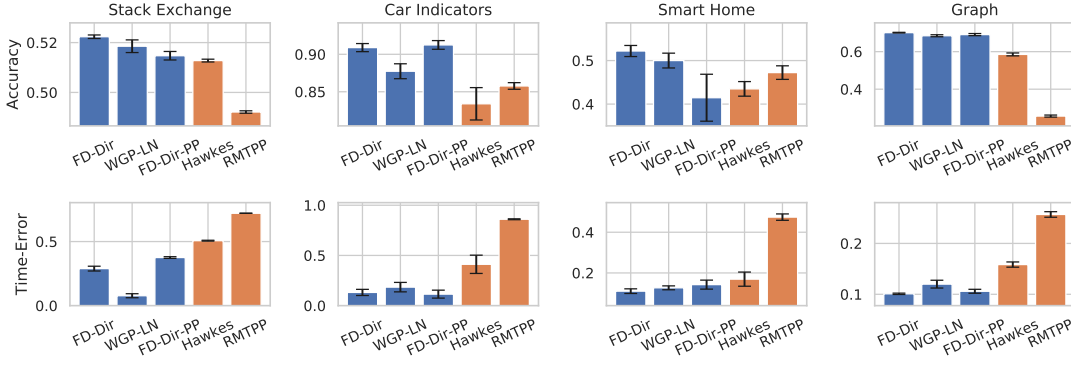 Stack Exchange
Car Indicators
Smart Home
Graph
Accuracy
0.52
0.50
0.90
0.85
0.5
0.4
0.6
0.4
FD-Dir
WGP-LN
FD-Dir-PP
Hawkes
RMTPP
FD-Dir
WGP-LN
FD-Dir-PP
Hawkes
RMTPP
FD-Dir
WGP-LN
FD-Dir-PP
Hawkes
RMTPP
FD-Dir
WGP-LN
FD-Dir-PP
Hawkes
RMTPP
Time-Error
0.5
0.0
1.0
0.5
0.0
0.4
0.2
0.2
0.1
FD-Dir
WGP-LN
FD-Dir-PP
Hawkes
RMTPP
FD-Dir
WGP-LN
FD-Dir-PP
Hawkes
RMTPP
FD-Dir
WGP-LN
FD-Dir-PP
Hawkes
RMTPP
FD-Dir
WGP-LN
FD-Dir-PP
Hawkes
RMTPP